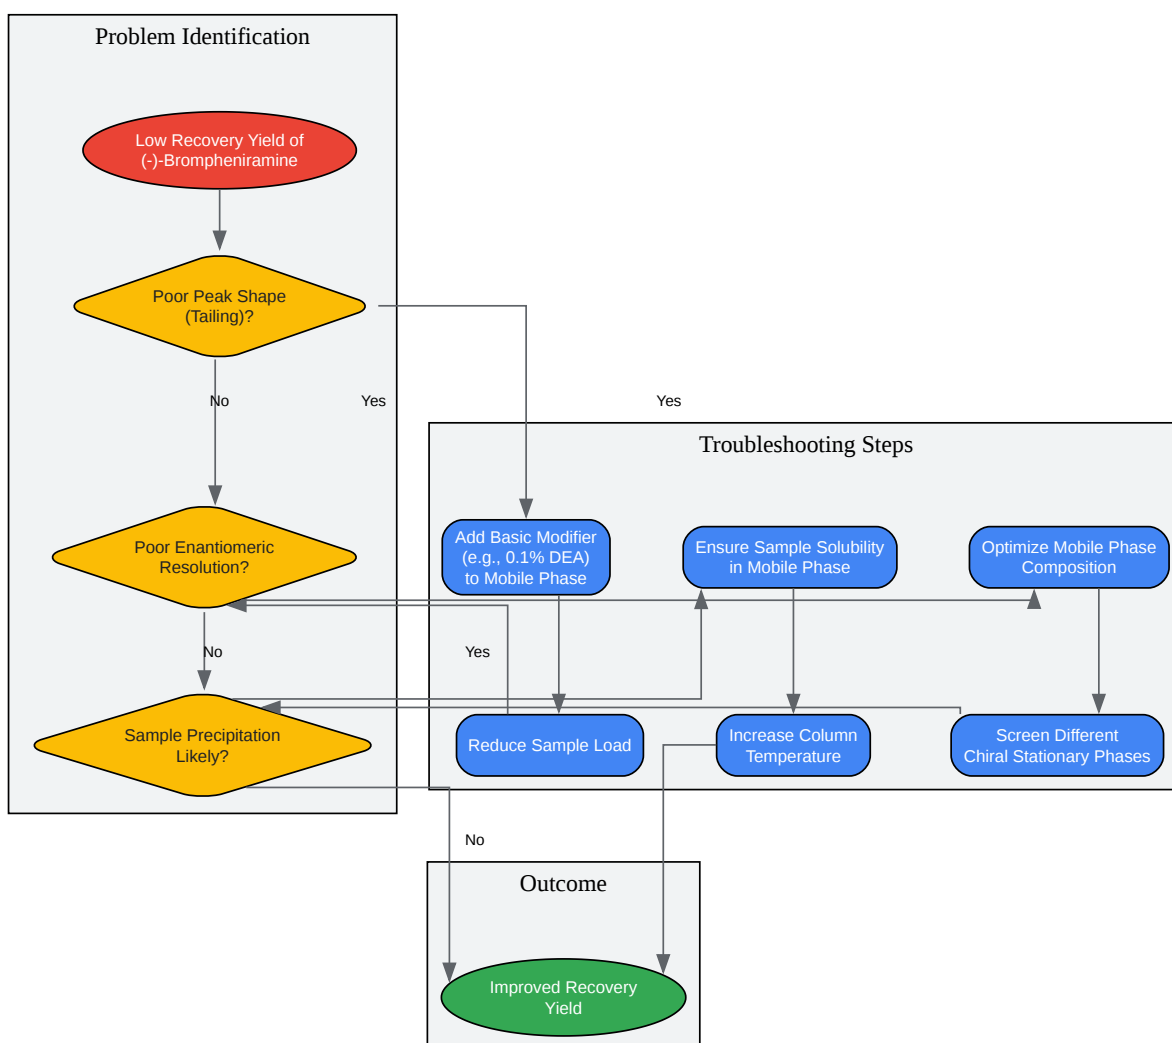 Problem Identification
Low Recovery Yield of
(-)-Brompheniramine
Poor Peak Shape
(Tailing)?
No
Yes
Yes
Troubleshooting Steps
Poor Enantiomeric
Resolution?
Add Basic Modifier
(e.g., 0.1% DEA)
to Mobile Phase
Ensure Sample Solubility
in Mobile Phase
Optimize Mobile Phase
Composition
No
Yes
Sample Precipitation
Likely?
Reduce Sample Load
Increase Column
Temperature
Screen Different
Chiral Stationary Phases
No
Outcome
Improved Recovery
Yield